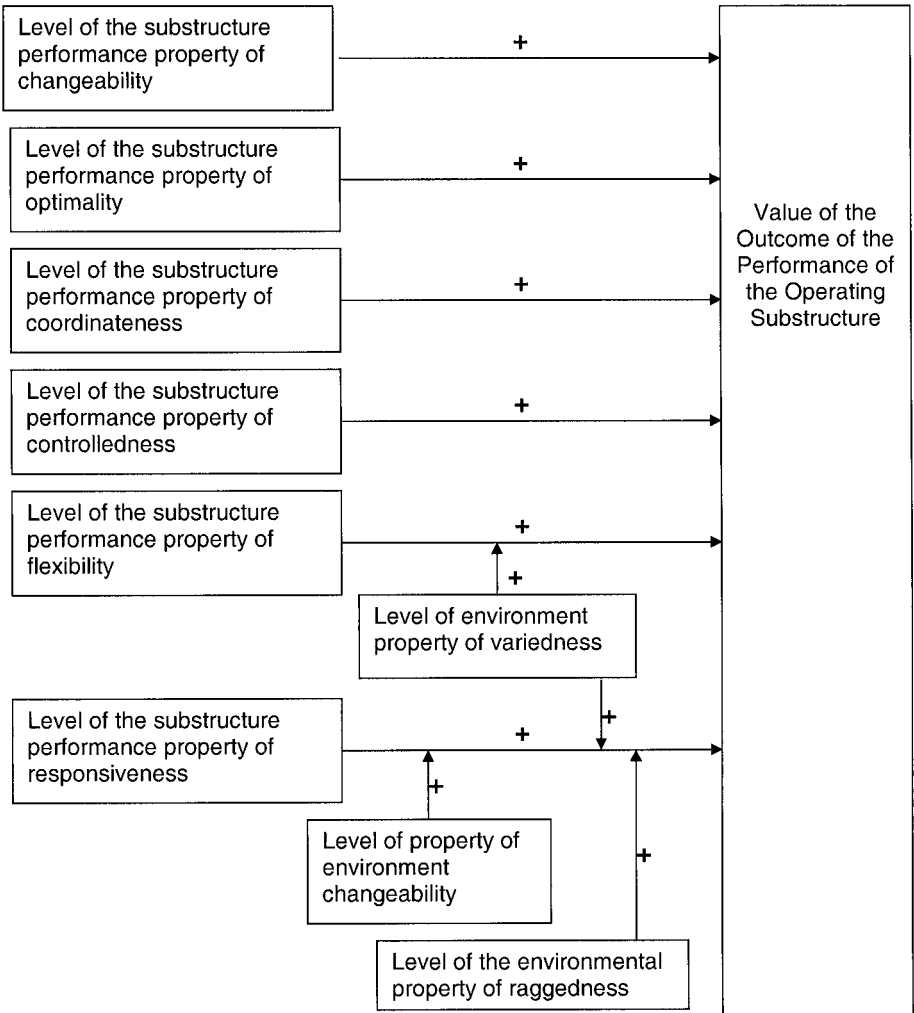 Level of the substructure
performance property of
changeability
+
Level of the substructure
performance property of
optimality
+
Value of the
Outcome of the
Performance of
the Operating
Substructure
Level of the substructure
performance property of
coordinateness
+
Level of the substructure
performance property of
controlledness
+
Level of the substructure
performance property of
flexibility
+
+
Level of environment
property of variedness
+
Level of the substructure
performance property of
responsiveness
+
+
Level of property of
environment
changeability
+
Level of the environmental
property of raggedness